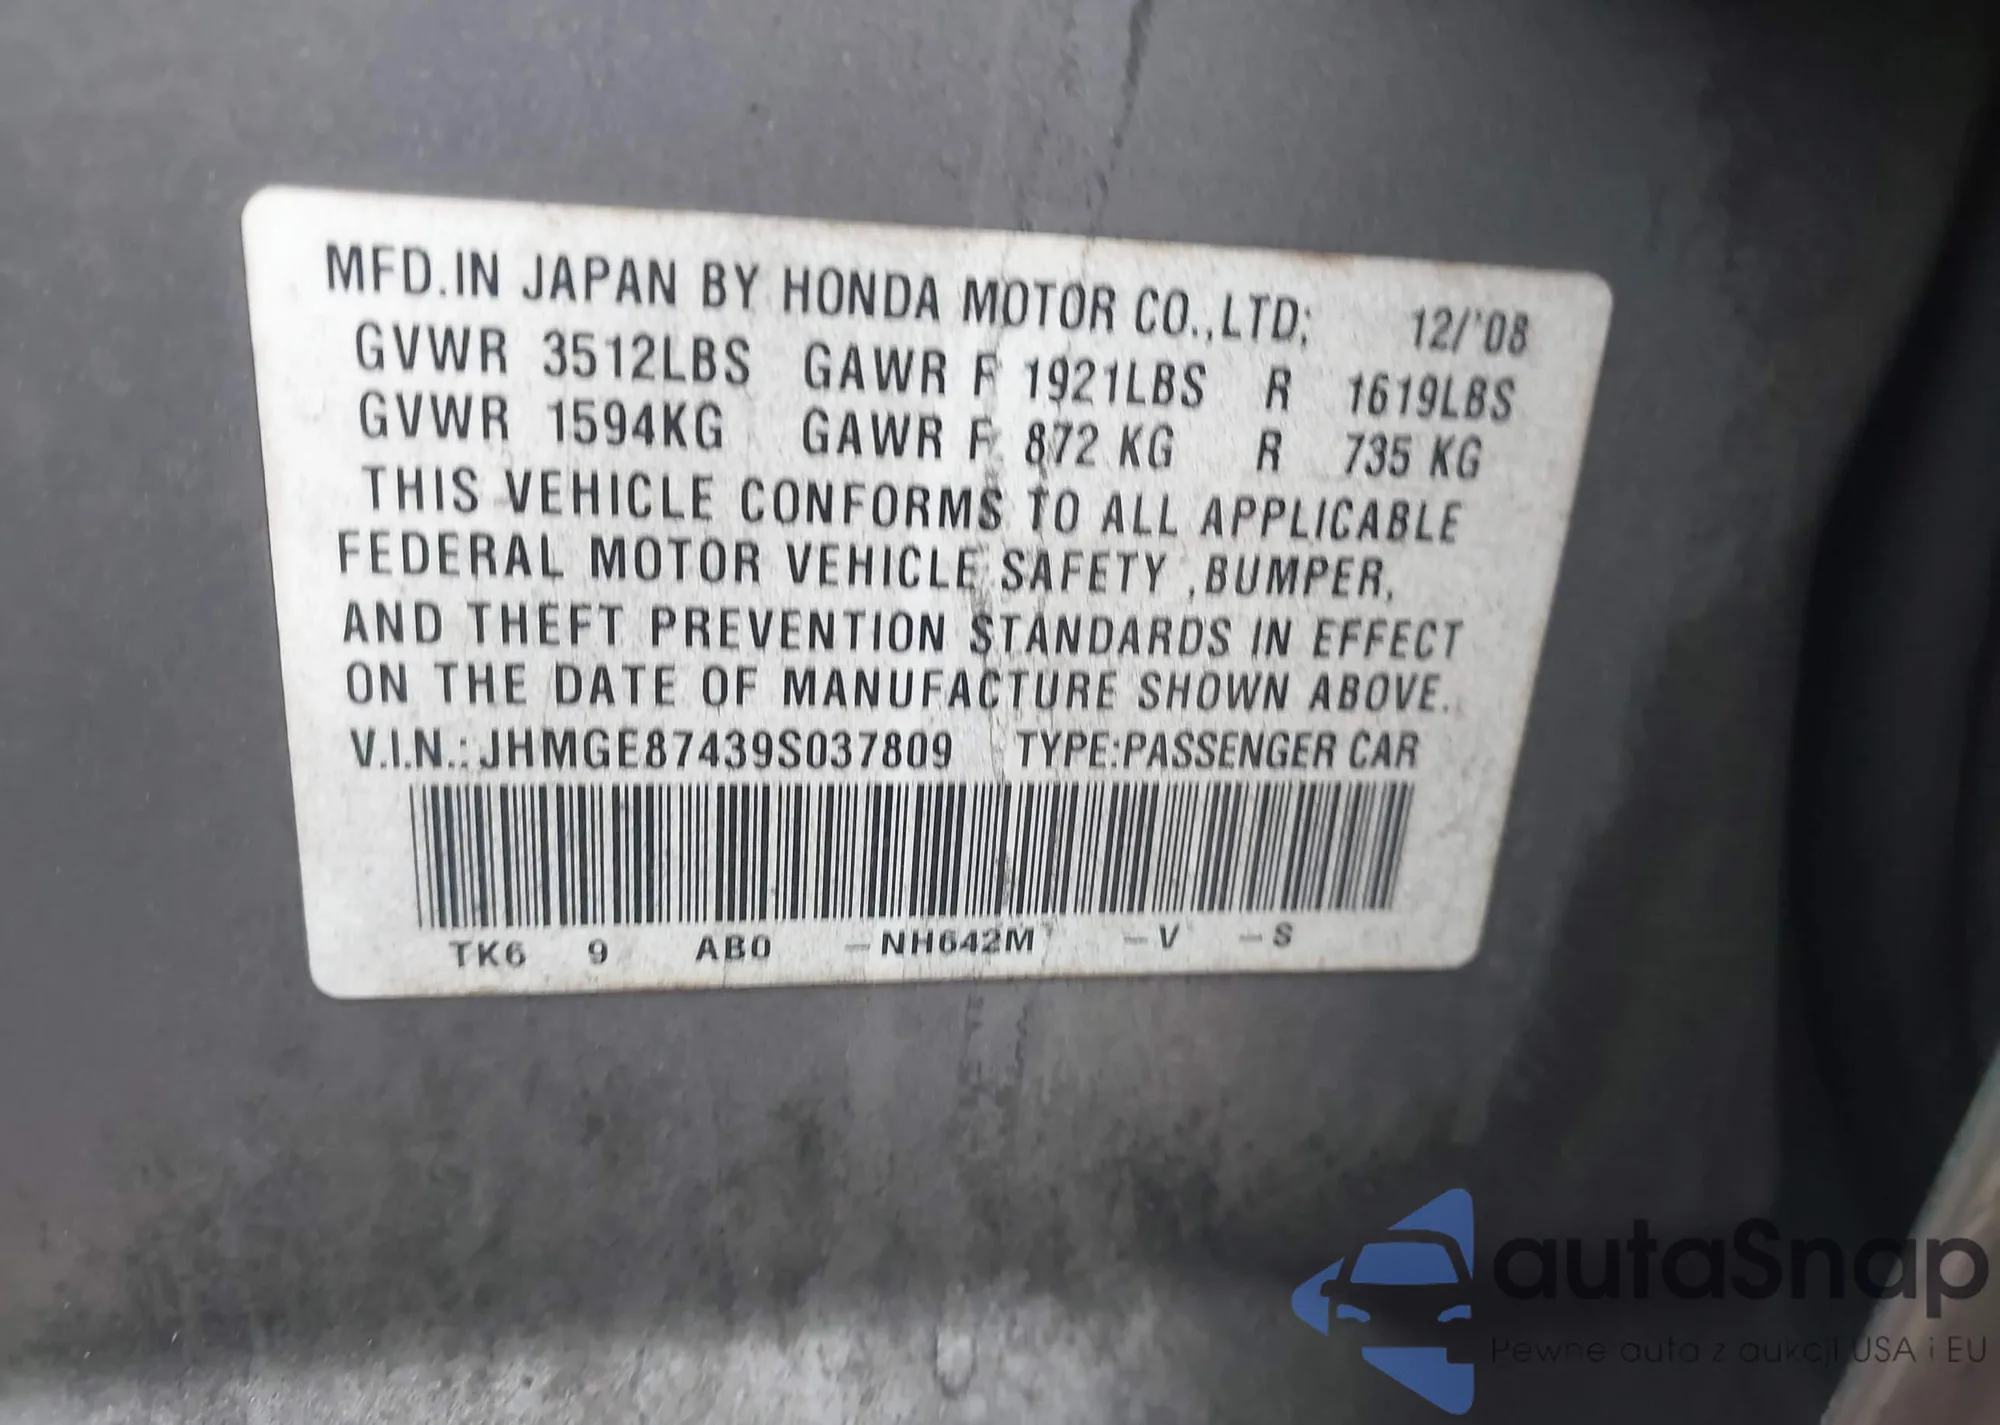 MFD.IN JAPAN BY HONDA MOTOR CO.,LTD; 12/'08
GVWR 3512LBS GAWR F 1921LBS R 1619LBS
GVWR 1594KG GAWR F 872 KG R 735 KG
THIS VEHICLE CONFORMS TO ALL APPLICABLE
FEDERAL MOTOR VEHICLE SAFETY ,BUMPER,
AND THEFT PREVENTION STANDARDS IN EFFECT
ON THE DATE OF MANUFACTURE SHOWN ABOVE.
V.I.N.: JHMGE87439S037809 TYPE:PASSENGER CAR
TK6 9 AB0 -NH642M -V -S
autaSnap
Pewne auta z aukcji USA i EU